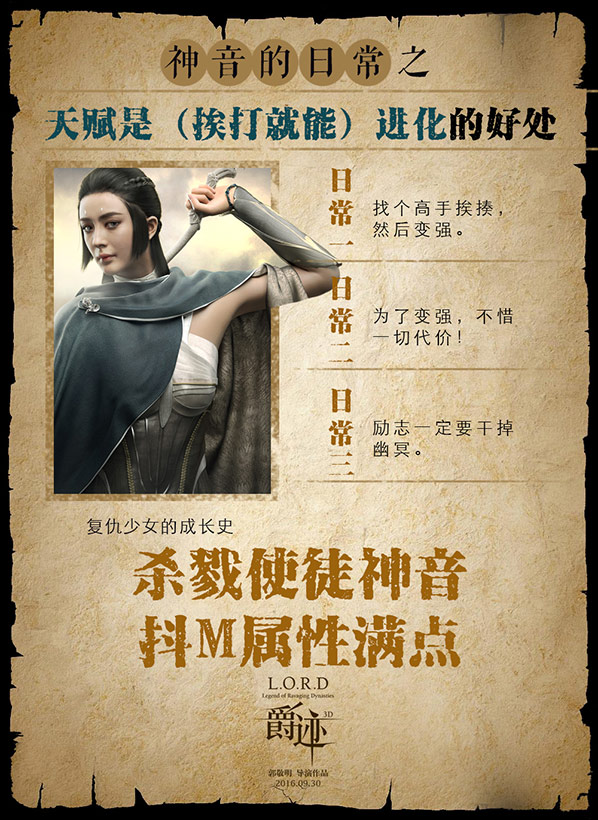 神音的日常之
天赋是（挨打就能）进化的好处
日常一
找个高手挨揍，
然后变强。
日常二
为了变强，不惜
一切代价！
日常三
励志一定要干掉
幽冥。
复仇少女的成长史
杀戮使徒神音
抖M属性满点
L.O.R.D
Legend of Ravaging Dynasties
爵迹 3D
郭敬明 导演作品
2016.09.30